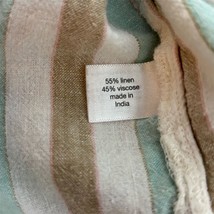 55% linen
45% viscose
made in
India